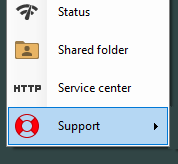 Status
Shared folder
HTTP Service center
Support